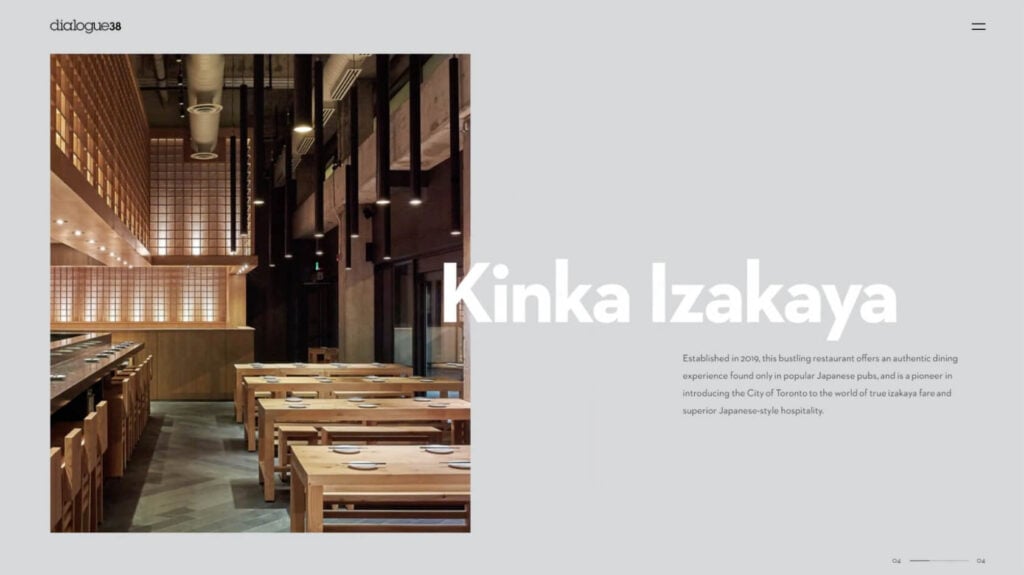 dialogue38
Kinka Izakaya
Established in 2019, this bustling restaurant offers an authentic dining
experience found only in popular Japanese pubs, and is a pioneer in
introducing the City of Toronto to the world of true izakaya fare and
superior Japanese-style hospitality.
04 04